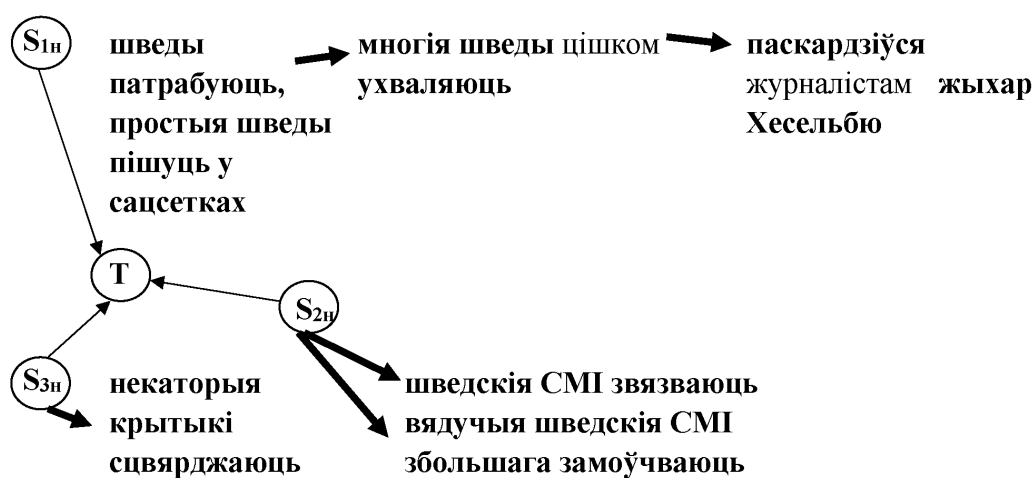 S₁н
шведы
патрабуюць,
простыя шведы
пішуць у
сацсетках
многія шведы цішком
ухваляюць
паскардзіўся
журналістам жыхар
Хесельбю
Т
S₂н
S₃н
некаторыя
крытыкі
сцвярджаюць
шведскія СМІ звязваюць
вядучыя шведскія СМІ
збольшага замоўчваюць